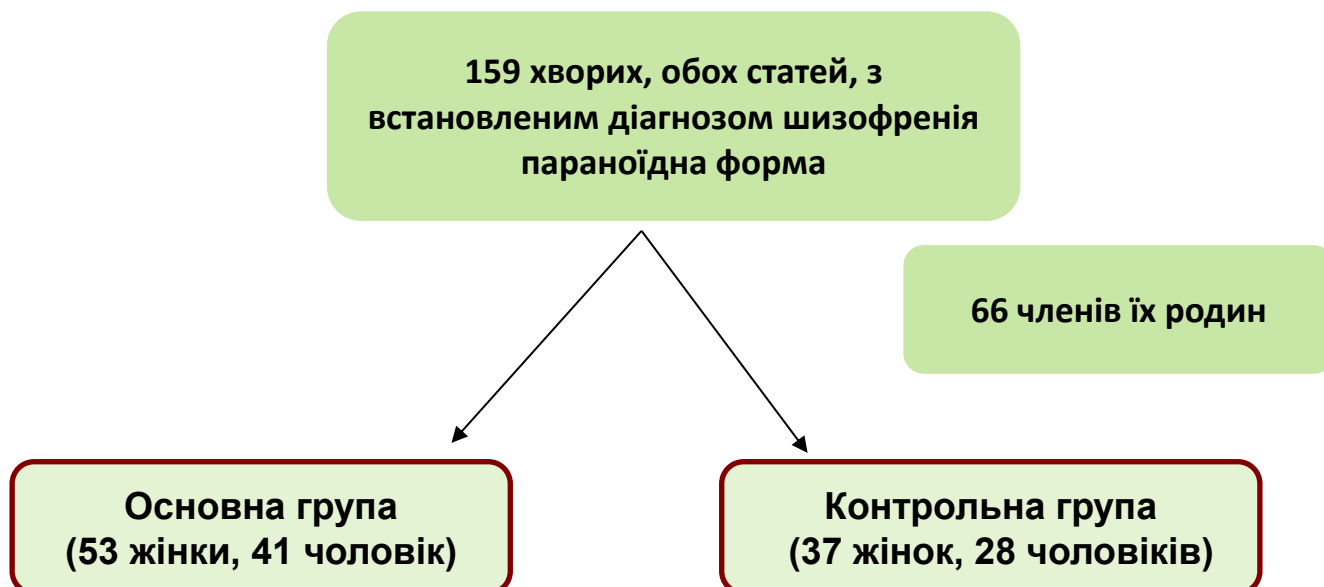 159 хворих, обох статей, з
встановленим діагнозом шизофренія
параноїдна форма
66 членів їх родин
Основна група
(53 жінки, 41 чоловік)
Контрольна група
(37 жінок, 28 чоловіків)